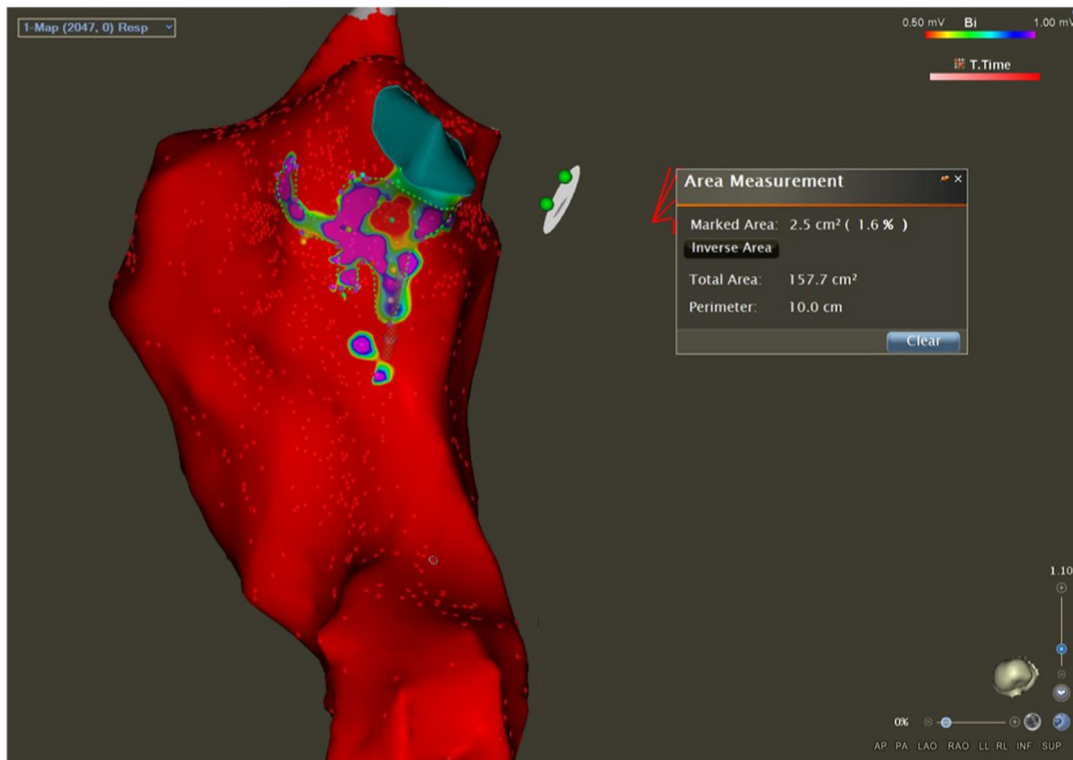 1-Map (2047, 0) Resp
0.50 mV Bi 1.00 mV
T.Time
Area Measurement
Marked Area: 2.5 cm² ( 1.6 % )
Inverse Area
Total Area: 157.7 cm²
Perimeter: 10.0 cm
Clear
1.10
0%
AP PA LAO RAO LL RL INF SUP